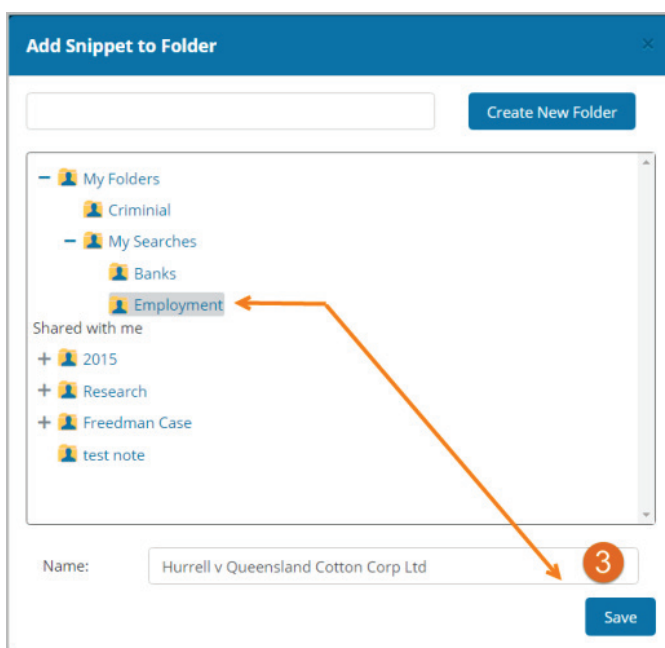 Add Snippet to Folder ×
Create New Folder
My Folders
Criminial
My Searches
Banks
Employment
Shared with me
2015
Research
Freedman Case
test note
Name: Hurrell v Queensland Cotton Corp Ltd
3
Save